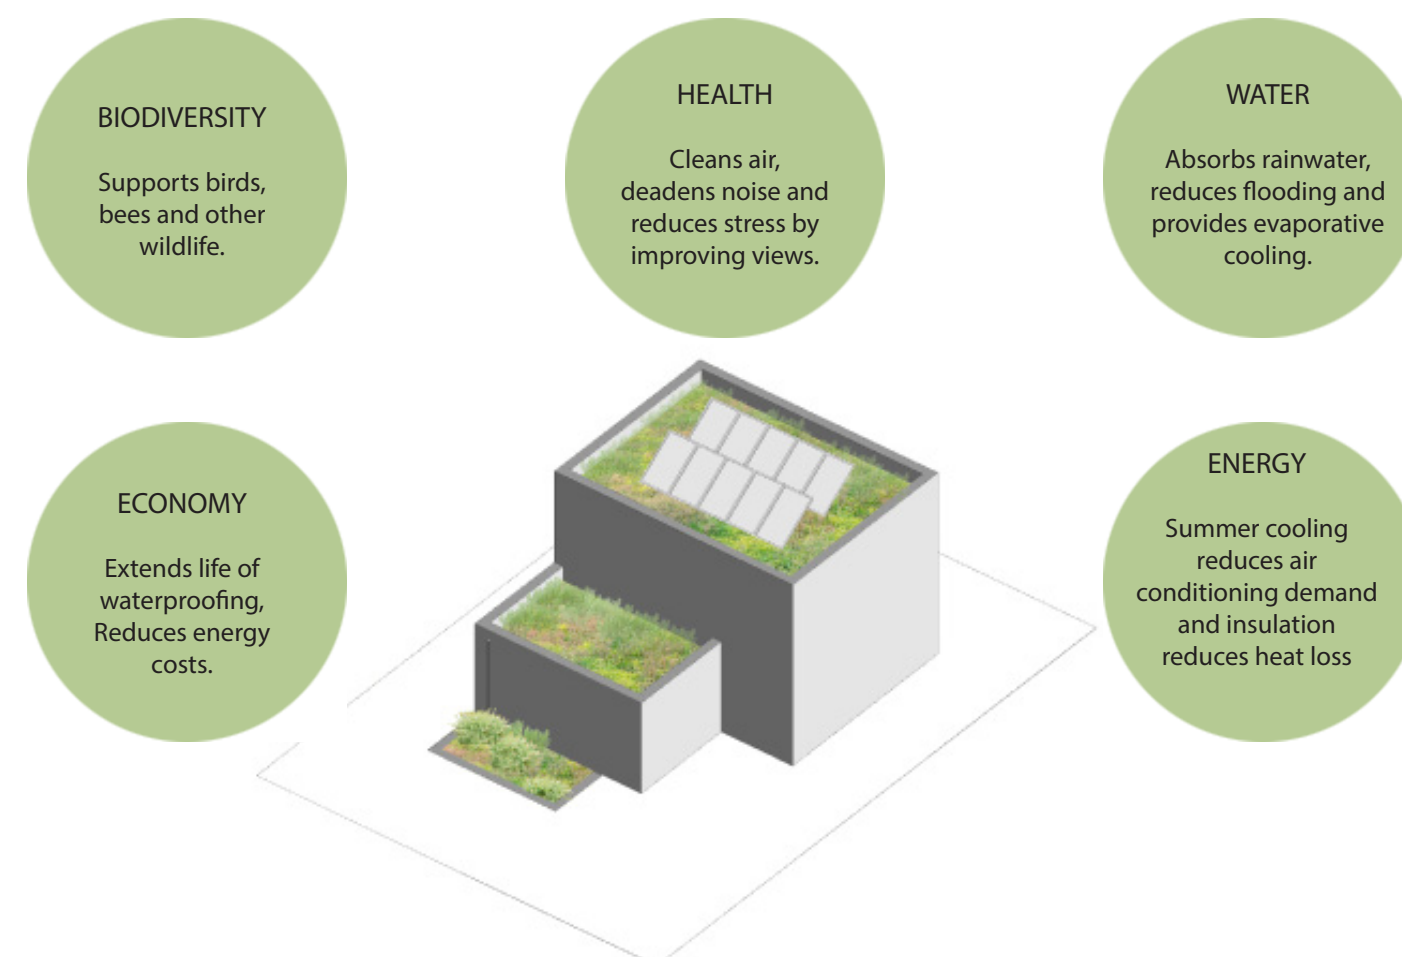 BIODIVERSITY
Supports birds,
bees and other
wildlife.
HEALTH
Cleans air,
deadens noise and
reduces stress by
improving views.
WATER
Absorbs rainwater,
reduces flooding and
provides evaporative
cooling.
ECONOMY
Extends life of
waterproofing,
Reduces energy
costs.
ENERGY
Summer cooling
reduces air
conditioning demand
and insulation
reduces heat loss